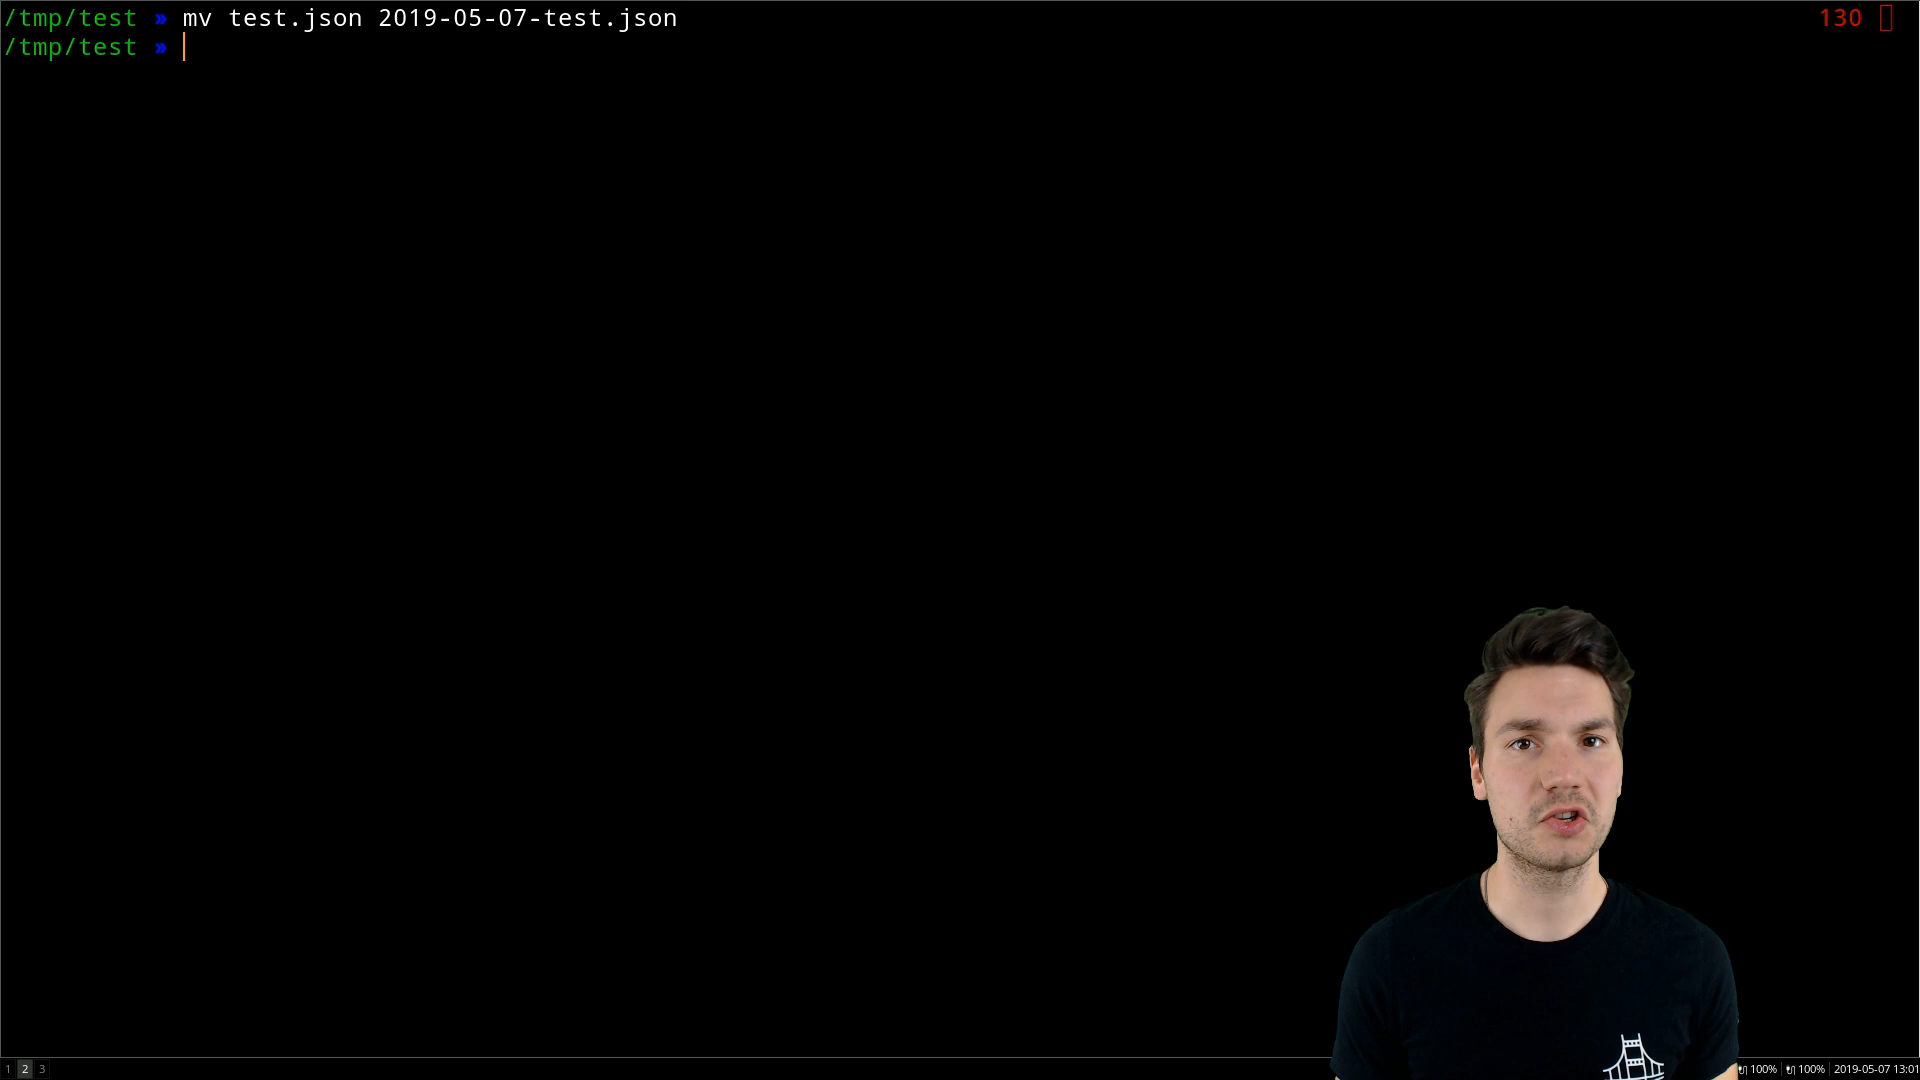 /tmp/test » mv test.json 2019-05-07-test.json 130
/tmp/test »
1 2 3 100% 100% 2019-05-07 13:01